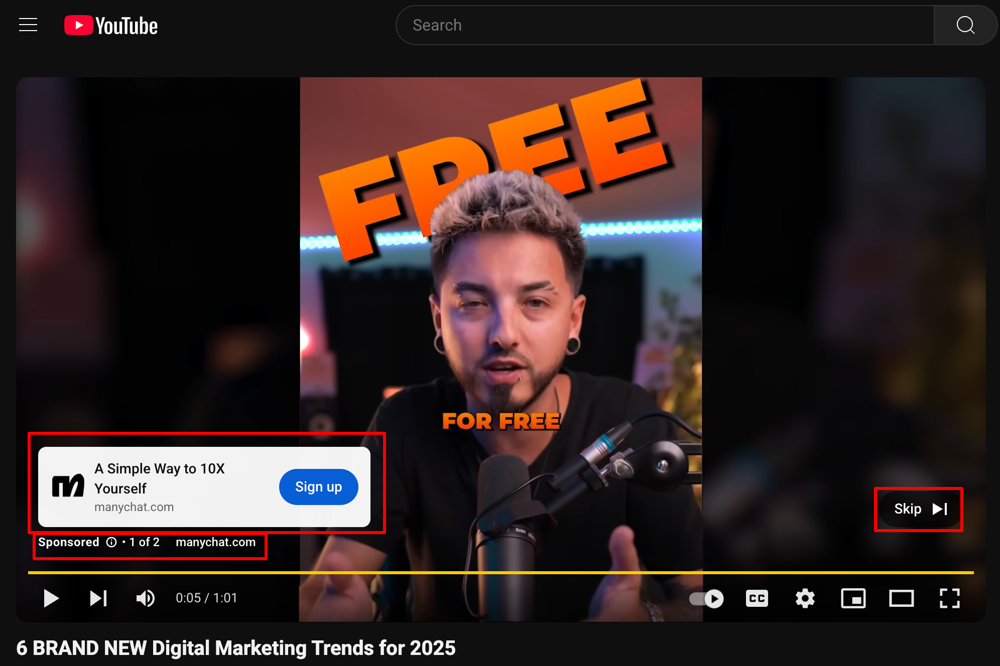 YouTube
Search
FREE
FOR FREE
A Simple Way to 10X
Yourself
manychat.com
Sign up
Skip
Sponsored • 1 of 2 manychat.com
0:05 / 1:01
CC
6 BRAND NEW Digital Marketing Trends for 2025